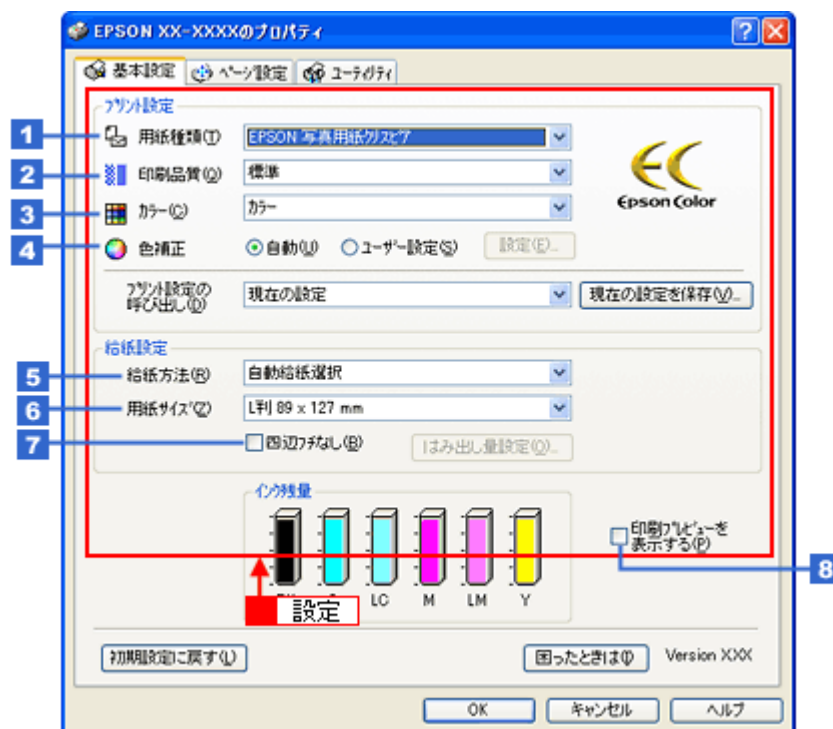 EPSON XX-XXXXのプロパティ
基本設定 ページ設定 ユーティリティ
プリント設定
1 用紙種類(T) EPSON 写真用紙クリスピア
2 印刷品質(Q) 標準
3 カラー(C) カラー
Epson Color
4 色補正 自動(U) ユーザー設定(S) 設定(E)...
プリント設定の
呼び出し(D) 現在の設定 現在の設定を保存(V)...
給紙設定
5 給紙方法(R) 自動給紙選択
6 用紙サイズ(Z) L判 89 x 127 mm
7 四辺フチなし(B) はみ出し量設定(O)...
インク残量
印刷プレビューを
表示する(P)
8
LC M LM Y
設定
初期設定に戻す(L) 困ったときは(I) Version XXX
OK キャンセル ヘルプ